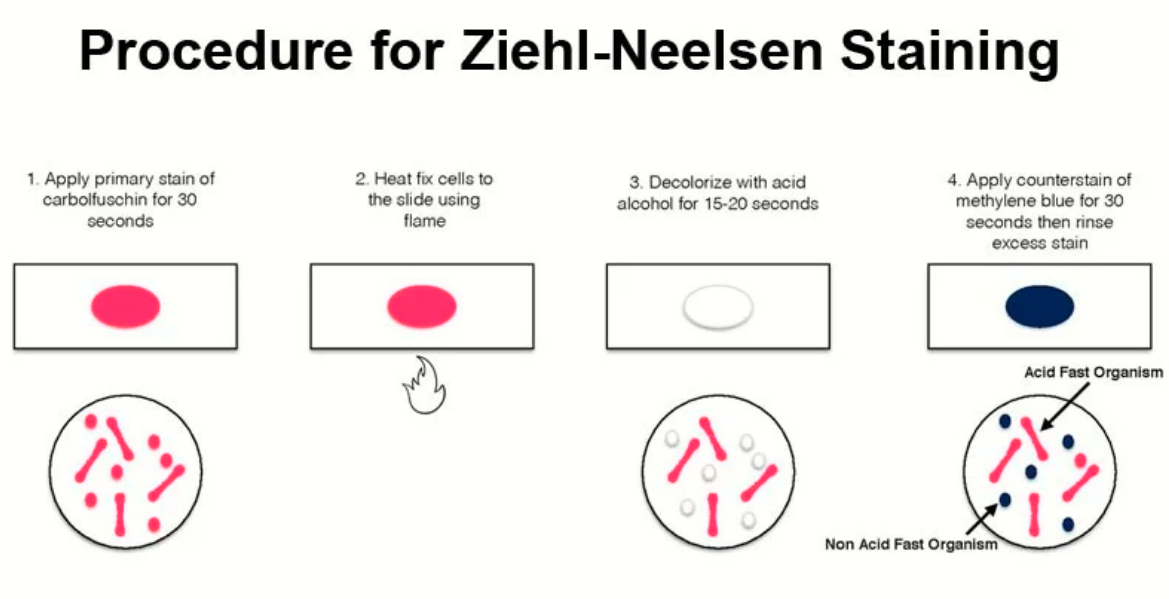 Procedure for Ziehl-Neelsen Staining
1. Apply primary stain of
carbolfuschin for 30
seconds
2. Heat fix cells to
the slide using
flame
3. Decolorize with acid
alcohol for 15-20 seconds
4. Apply counterstain of
methylene blue for 30
seconds then rinse
excess stain
Acid Fast Organism
Non Acid Fast Organism